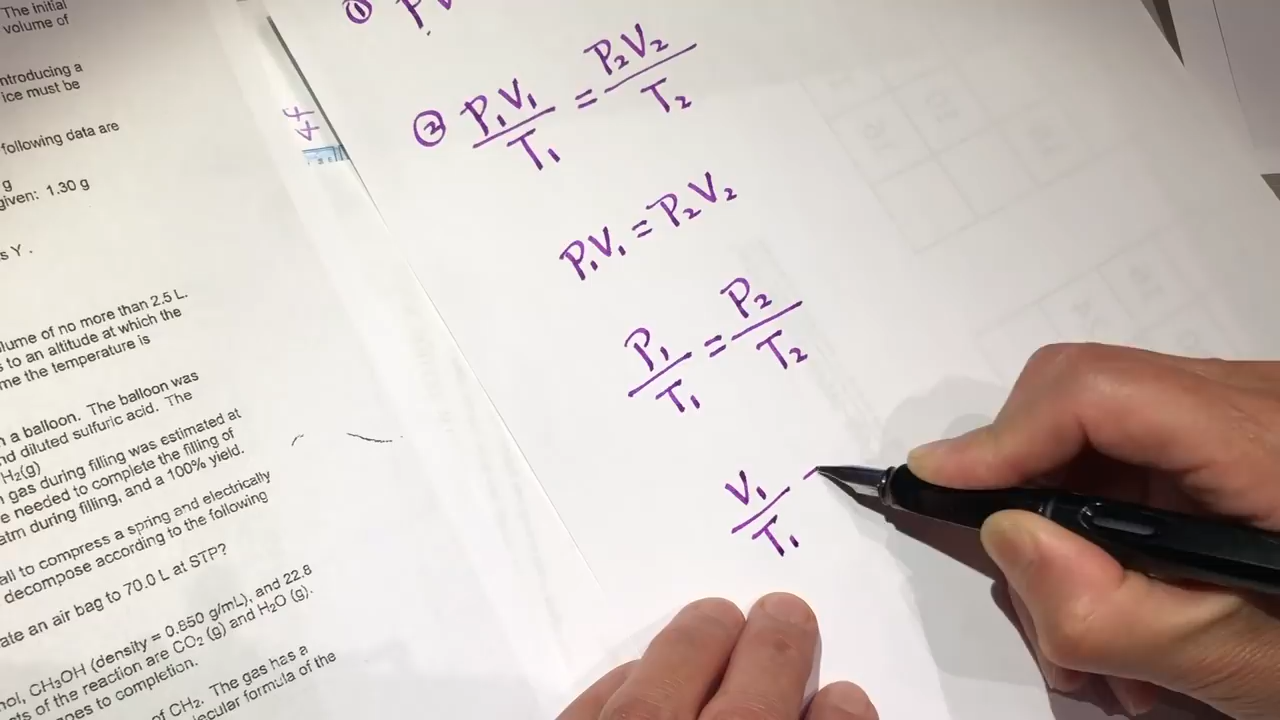 The initial
volume of
ntroducing a
ice must be
following data are
g
given: 1.30 g
s Y .
lume of no more than 2.5 L.
s to an altitude at which the
me the temperature is
n a balloon. The balloon was
nd diluted sulfuric acid. The
H₂(g)
n gas during filling was estimated at
e needed to complete the filling of
atm during filling, and a 100% yield.
all to compress a spring and electrically
decompose according to the following
ate an air bag to 70.0 L at STP?
nol, CH₃OH (density = 0.850 g/mL), and 22.8
nts of the reaction are CO₂ (g) and H₂O (g).
oes to completion.
of CH₂. The gas has a
lecular formula of the
① PV
② P₁V₁/T₁ = P₂V₂/T₂
P₁V₁ = P₂V₂
P₁/T₁ = P₂/T₂
V₁/T₁ -